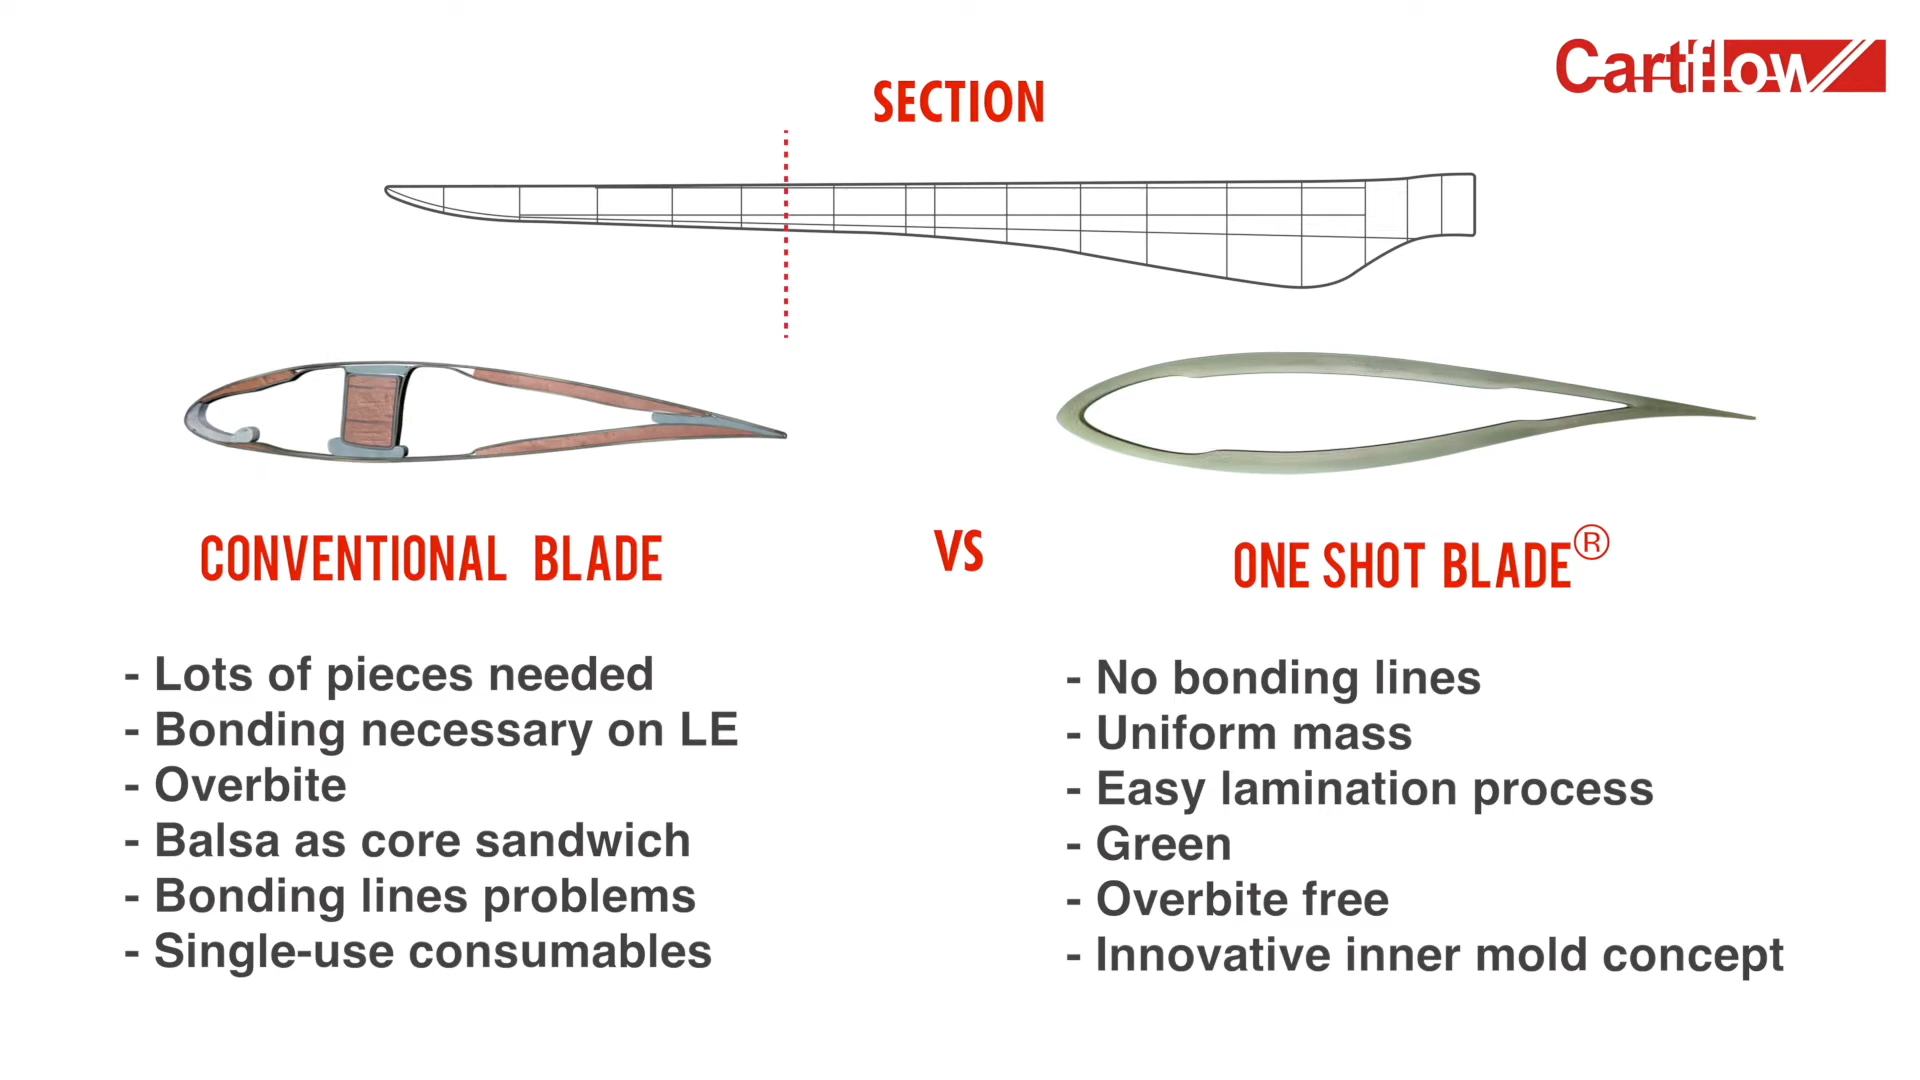 Cartflow
SECTION
CONVENTIONAL BLADE
VS
ONE SHOT BLADE®
- Lots of pieces needed
- Bonding necessary on LE
- Overbite
- Balsa as core sandwich
- Bonding lines problems
- Single-use consumables
- No bonding lines
- Uniform mass
- Easy lamination process
- Green
- Overbite free
- Innovative inner mold concept